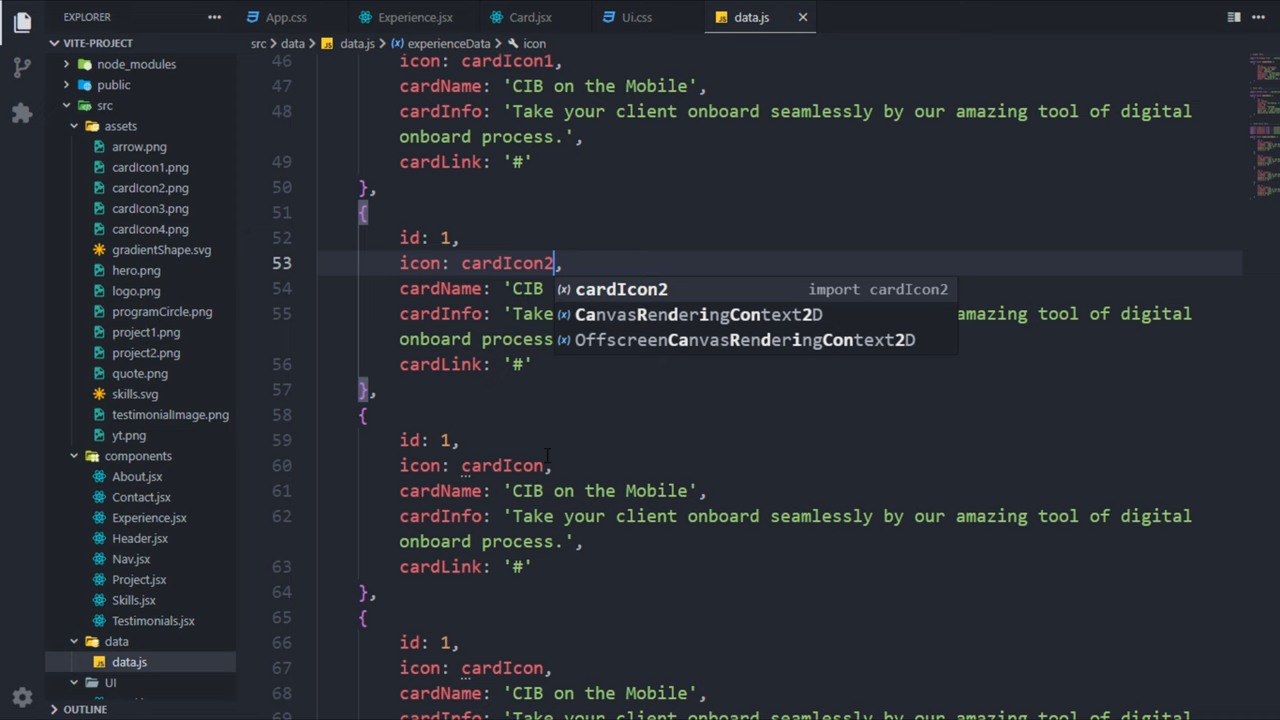 EXPLORER
...
App.css
Experience.jsx
Card.jsx
Ui.css
JS data.js
VITE-PROJECT
src > data > JS data.js > experienceData > icon
node_modules
public
src
assets
arrow.png
cardIcon1.png
cardIcon2.png
cardIcon3.png
cardIcon4.png
gradientShape.svg
hero.png
logo.png
programCircle.png
project1.png
project2.png
quote.png
skills.svg
testimonialImage.png
yt.png
components
About.jsx
Contact.jsx
Experience.jsx
Header.jsx
Nav.jsx
Project.jsx
Skills.jsx
Testimonials.jsx
data
JS data.js
UI
OUTLINE
46 icon: cardIcon1,
47 cardName: 'CIB on the Mobile',
48 cardInfo: 'Take your client onboard seamlessly by our amazing tool of digital
onboard process.',
49 cardLink: '#'
50 },
51 {
52 id: 1,
53 icon: cardIcon2,
54 cardName: 'CIB
55 cardInfo: 'Take amazing tool of digital
onboard process
56 cardLink: '#'
57 },
58 {
59 id: 1,
60 icon: cardIcon,
61 cardName: 'CIB on the Mobile',
62 cardInfo: 'Take your client onboard seamlessly by our amazing tool of digital
onboard process.',
63 cardLink: '#'
64 },
65 {
66 id: 1,
67 icon: cardIcon,
68 cardName: 'CIB on the Mobile',
69 cardInfo: 'Take your client onboard seamlessly by our amazing tool of digital
cardIcon2 import cardIcon2
CanvasRenderingContext2D
OffscreenCanvasRenderingContext2D